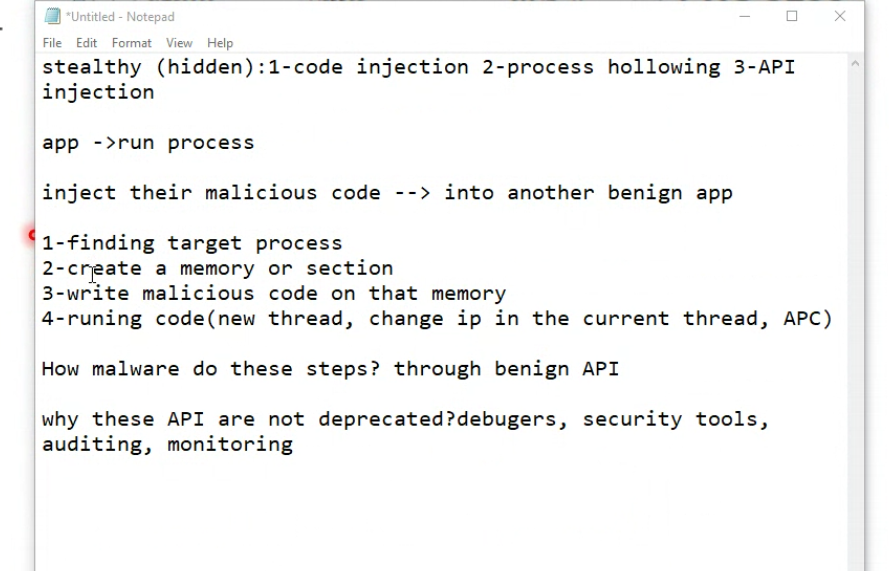 *Untitled - Notepad
File Edit Format View Help
stealthy (hidden):1-code injection 2-process hollowing 3-API
injection
app ->run process
inject their malicious code --> into another benign app
1-finding target process
2-create a memory or section
3-write malicious code on that memory
4-runing code(new thread, change ip in the current thread, APC)
How malware do these steps? through benign API
why these API are not deprecated?debugers, security tools,
auditing, monitoring